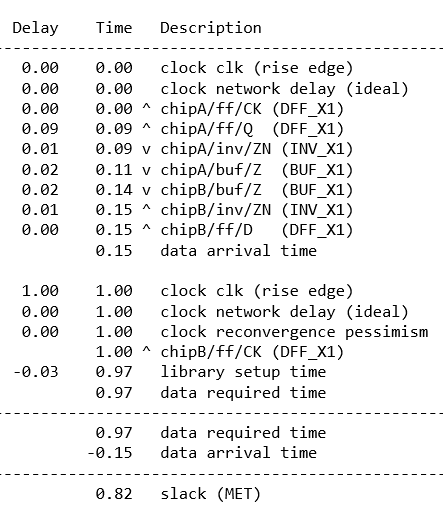 Delay    Time   Description
---------------------------------------------------------
 0.00    0.00   clock clk (rise edge)
 0.00    0.00   clock network delay (ideal)
 0.00    0.00 ^ chipA/ff/CK (DFF_X1)
 0.09    0.09 ^ chipA/ff/Q  (DFF_X1)
 0.01    0.09 v chipA/inv/ZN (INV_X1)
 0.02    0.11 v chipA/buf/Z  (BUF_X1)
 0.02    0.14 v chipB/buf/Z  (BUF_X1)
 0.01    0.15 ^ chipB/inv/ZN (INV_X1)
 0.00    0.15 ^ chipB/ff/D   (DFF_X1)
         0.15   data arrival time

 1.00    1.00   clock clk (rise edge)
 0.00    1.00   clock network delay (ideal)
 0.00    1.00   clock reconvergence pessimism
         1.00 ^ chipB/ff/CK (DFF_X1)
-0.03    0.97   library setup time
         0.97   data required time
---------------------------------------------------------
         0.97   data required time
        -0.15   data arrival time
---------------------------------------------------------
         0.82   slack (MET)